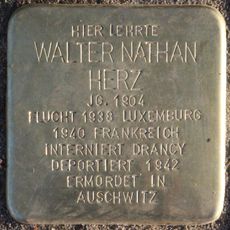 HIER LEHRTE
WALTER NATHAN
HERZ
JG. 1904
FLUCHT 1938 LUXEMBURG
1940 FRANKREICH
INTERNIERT DRANCY
DEPORTIERT 1942
ERMORDET IN
AUSCHWITZ